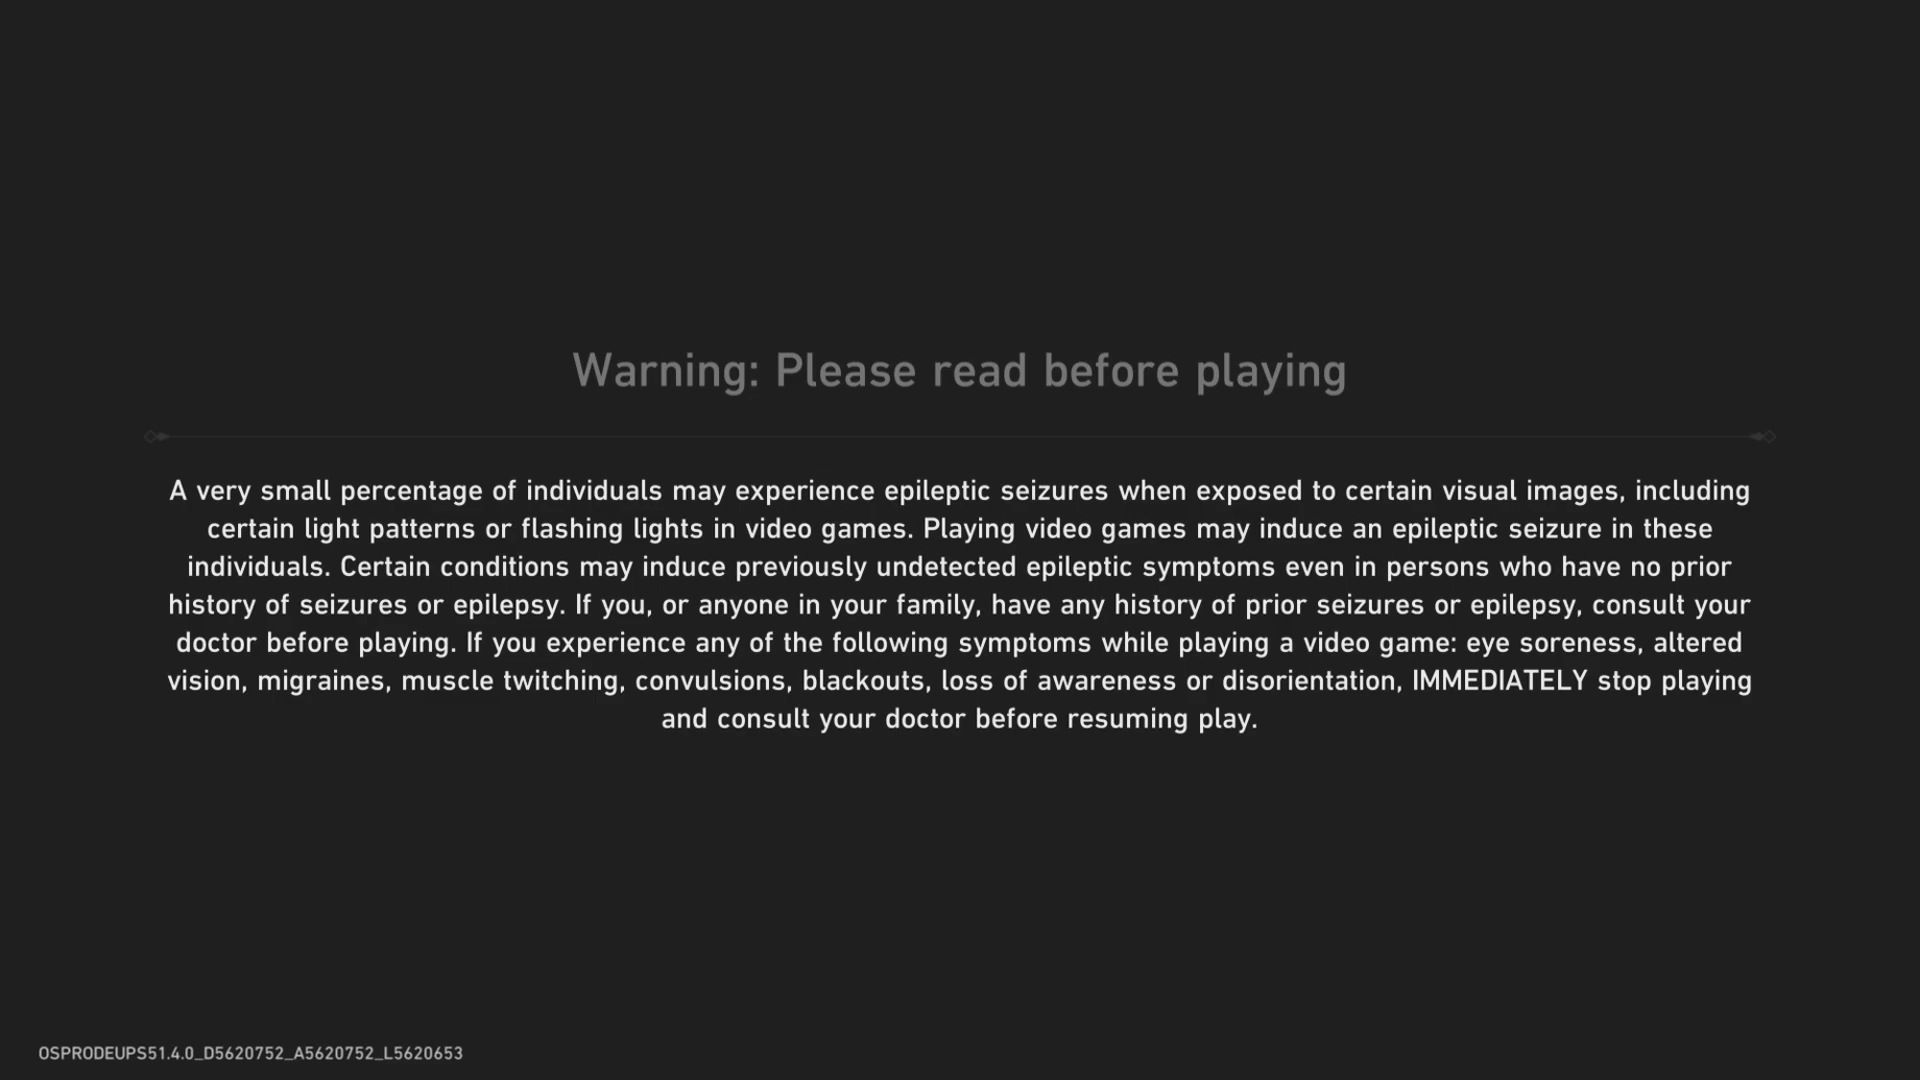 Warning: Please read before playing
A very small percentage of individuals may experience epileptic seizures when exposed to certain visual images, including
certain light patterns or flashing lights in video games. Playing video games may induce an epileptic seizure in these
individuals. Certain conditions may induce previously undetected epileptic symptoms even in persons who have no prior
history of seizures or epilepsy. If you, or anyone in your family, have any history of prior seizures or epilepsy, consult your
doctor before playing. If you experience any of the following symptoms while playing a video game: eye soreness, altered
vision, migraines, muscle twitching, convulsions, blackouts, loss of awareness or disorientation, IMMEDIATELY stop playing
and consult your doctor before resuming play.
OSPRODEUPS51.4.0_D5620752_A5620752_L5620653